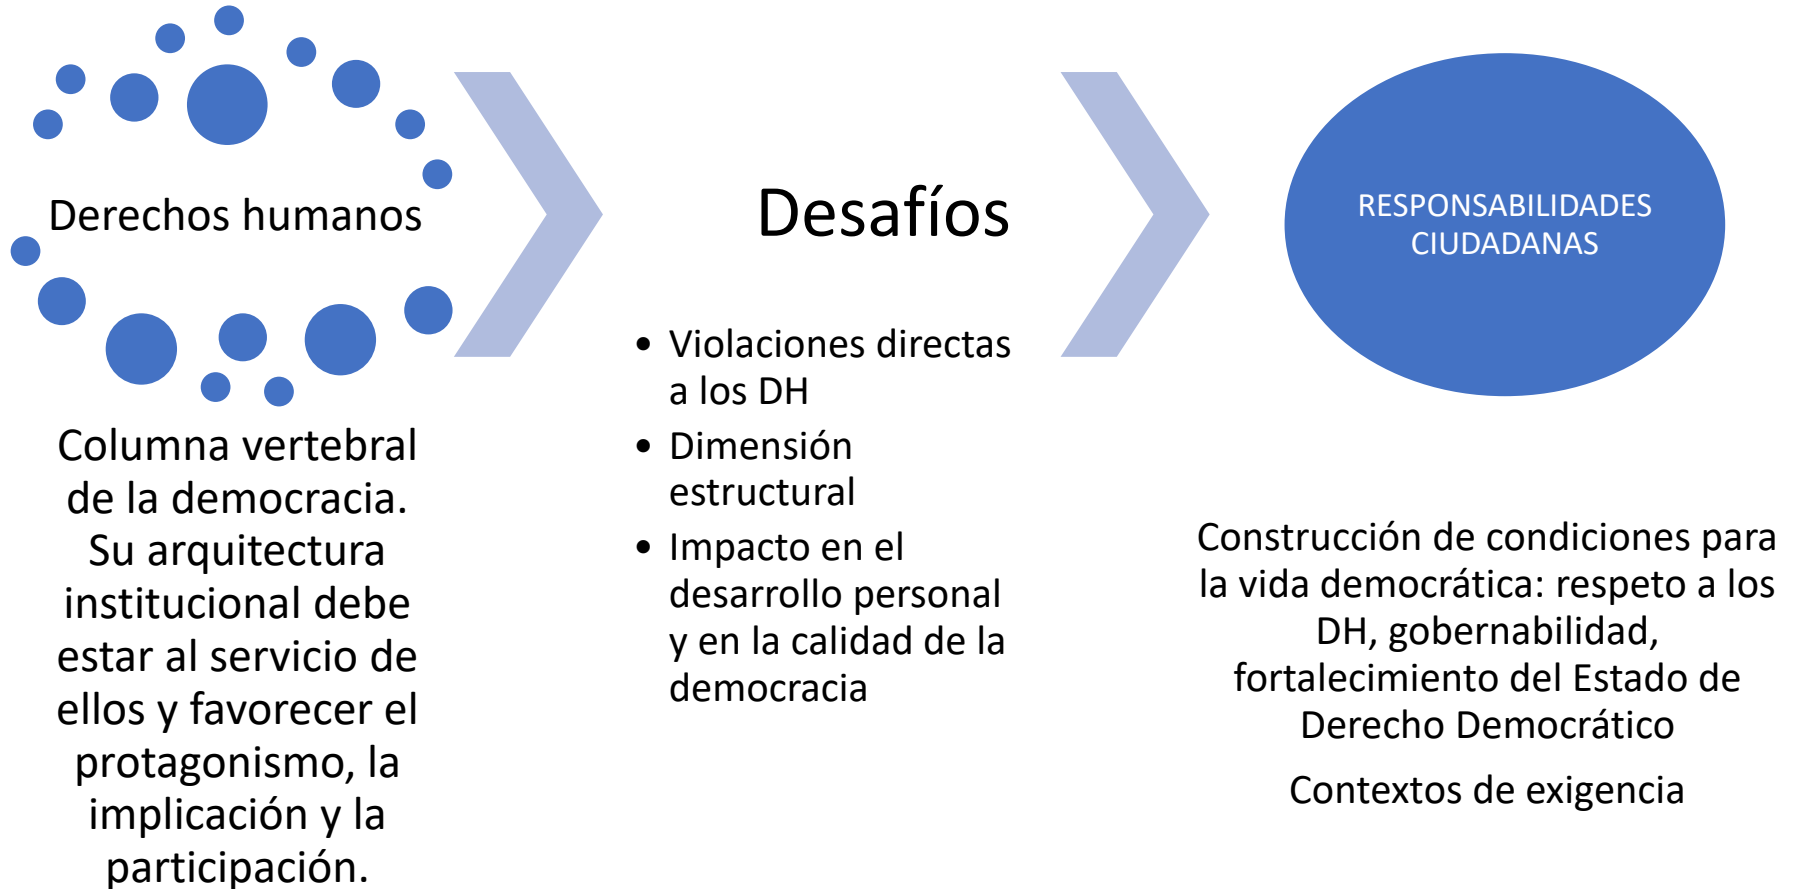 Derechos humanos
Columna vertebral
de la democracia.
Su arquitectura
institucional debe
estar al servicio de
ellos y favorecer el
protagonismo, la
implicación y la
participación.
Desafíos
• Violaciones directas
a los DH
• Dimensión
estructural
• Impacto en el
desarrollo personal
y en la calidad de la
democracia
RESPONSABILIDADES
CIUDADANAS
Construcción de condiciones para
la vida democrática: respeto a los
DH, gobernabilidad,
fortalecimiento del Estado de
Derecho Democrático
Contextos de exigencia